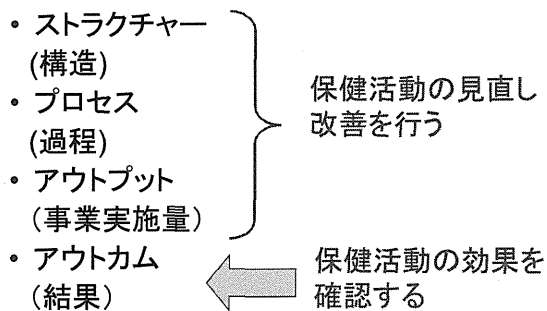 ・ ストラクチャー
(構造)
・ プロセス
(過程)
・ アウトプット
（事業実施量）
保健活動の見直し
改善を行う
・ アウトカム
（結果）
保健活動の効果を
確認する